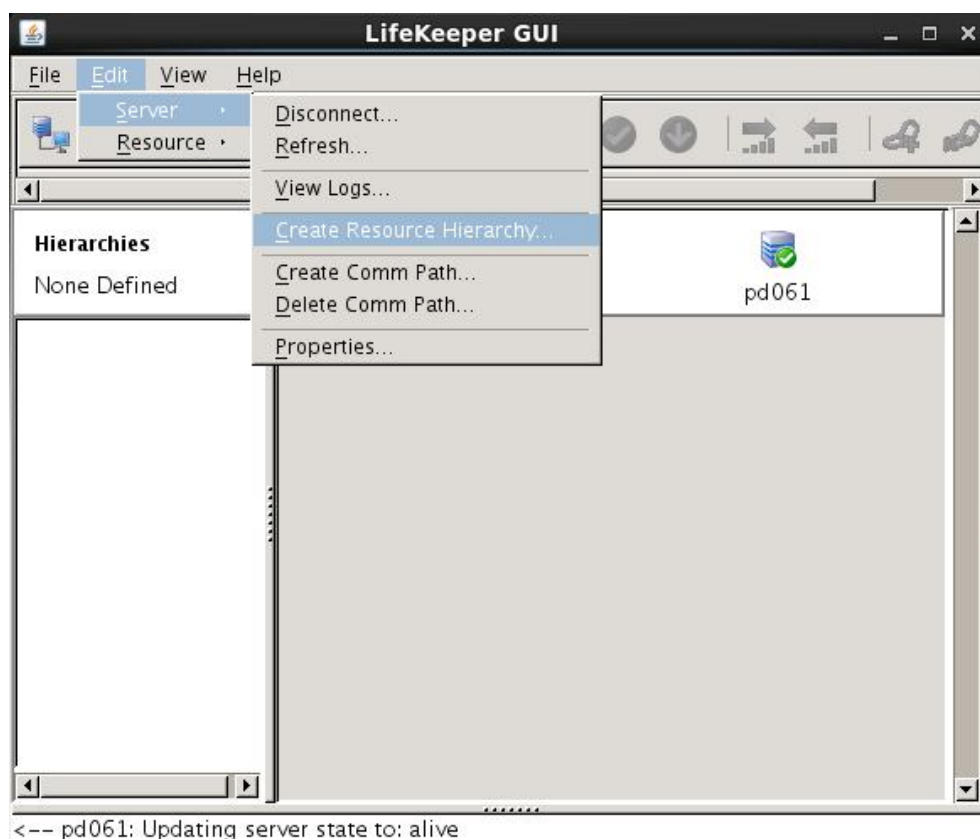 LifeKeeper GUI
File Edit View Help
Server
Resource
Disconnect...
Refresh...
View Logs...
Create Resource Hierarchy...
Create Comm Path...
Delete Comm Path...
Properties...
Hierarchies
None Defined
pd061
<-- pd061: Updating server state to: alive